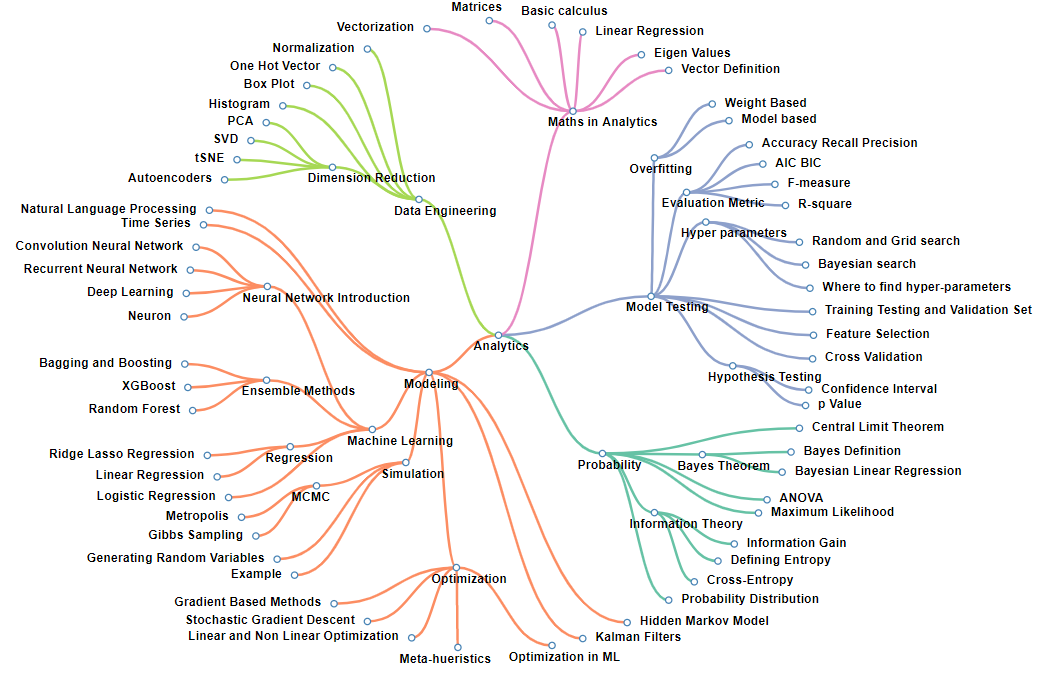 Matrices
Basic calculus
Vectorization
Linear Regression
Normalization
Eigen Values
One Hot Vector
Vector Definition
Box Plot
Histogram
PCA
Maths in Analytics
SVD
tSNE
Autoencoders
Dimension Reduction
Data Engineering
Weight Based
Model based
Overfitting
Accuracy Recall Precision
AIC BIC
F-measure
R-square
Evaluation Metric
Hyper parameters
Random and Grid search
Bayesian search
Where to find hyper-parameters
Model Testing
Training Testing and Validation Set
Feature Selection
Cross Validation
Hypothesis Testing
Confidence Interval
p Value
Natural Language Processing
Time Series
Convolution Neural Network
Recurrent Neural Network
Deep Learning
Neuron
Neural Network Introduction
Analytics
Modeling
Bagging and Boosting
XGBoost
Random Forest
Ensemble Methods
Machine Learning
Ridge Lasso Regression
Linear Regression
Regression
Logistic Regression
Simulation
MCMC
Metropolis
Gibbs Sampling
Generating Random Variables
Example
Optimization
Gradient Based Methods
Stochastic Gradient Descent
Linear and Non Linear Optimization
Meta-hueristics
Optimization in ML
Kalman Filters
Hidden Markov Model
Central Limit Theorem
Probability
Bayes Theorem
Bayes Definition
Bayesian Linear Regression
ANOVA
Maximum Likelihood
Information Theory
Information Gain
Defining Entropy
Cross-Entropy
Probability Distribution